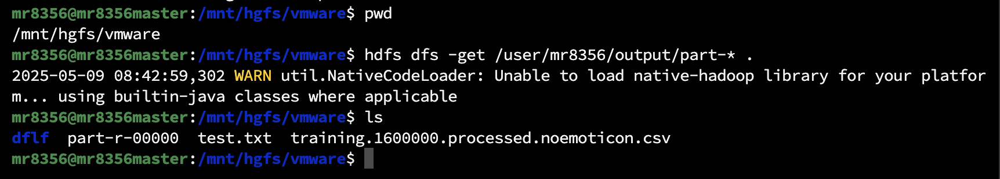 mr8356@mr8356master:/mnt/hgfs/vmware$ pwd
/mnt/hgfs/vmware
mr8356@mr8356master:/mnt/hgfs/vmware$ hdfs dfs -get /user/mr8356/output/part-* .
2025-05-09 08:42:59,302 WARN util.NativeCodeLoader: Unable to load native-hadoop library for your platfor
m... using builtin-java classes where applicable
mr8356@mr8356master:/mnt/hgfs/vmware$ ls
dflf  part-r-00000  test.txt  training.1600000.processed.noemoticon.csv
mr8356@mr8356master:/mnt/hgfs/vmware$